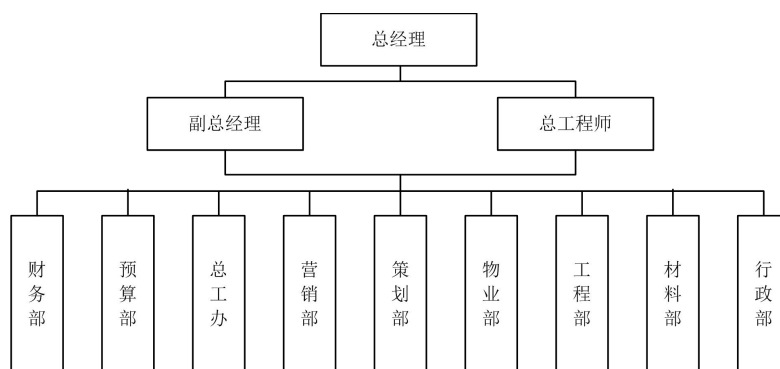 总经理
副总经理
总工程师
财务部
预算部
总工办
营销部
策划部
物业部
工程部
材料部
行政部